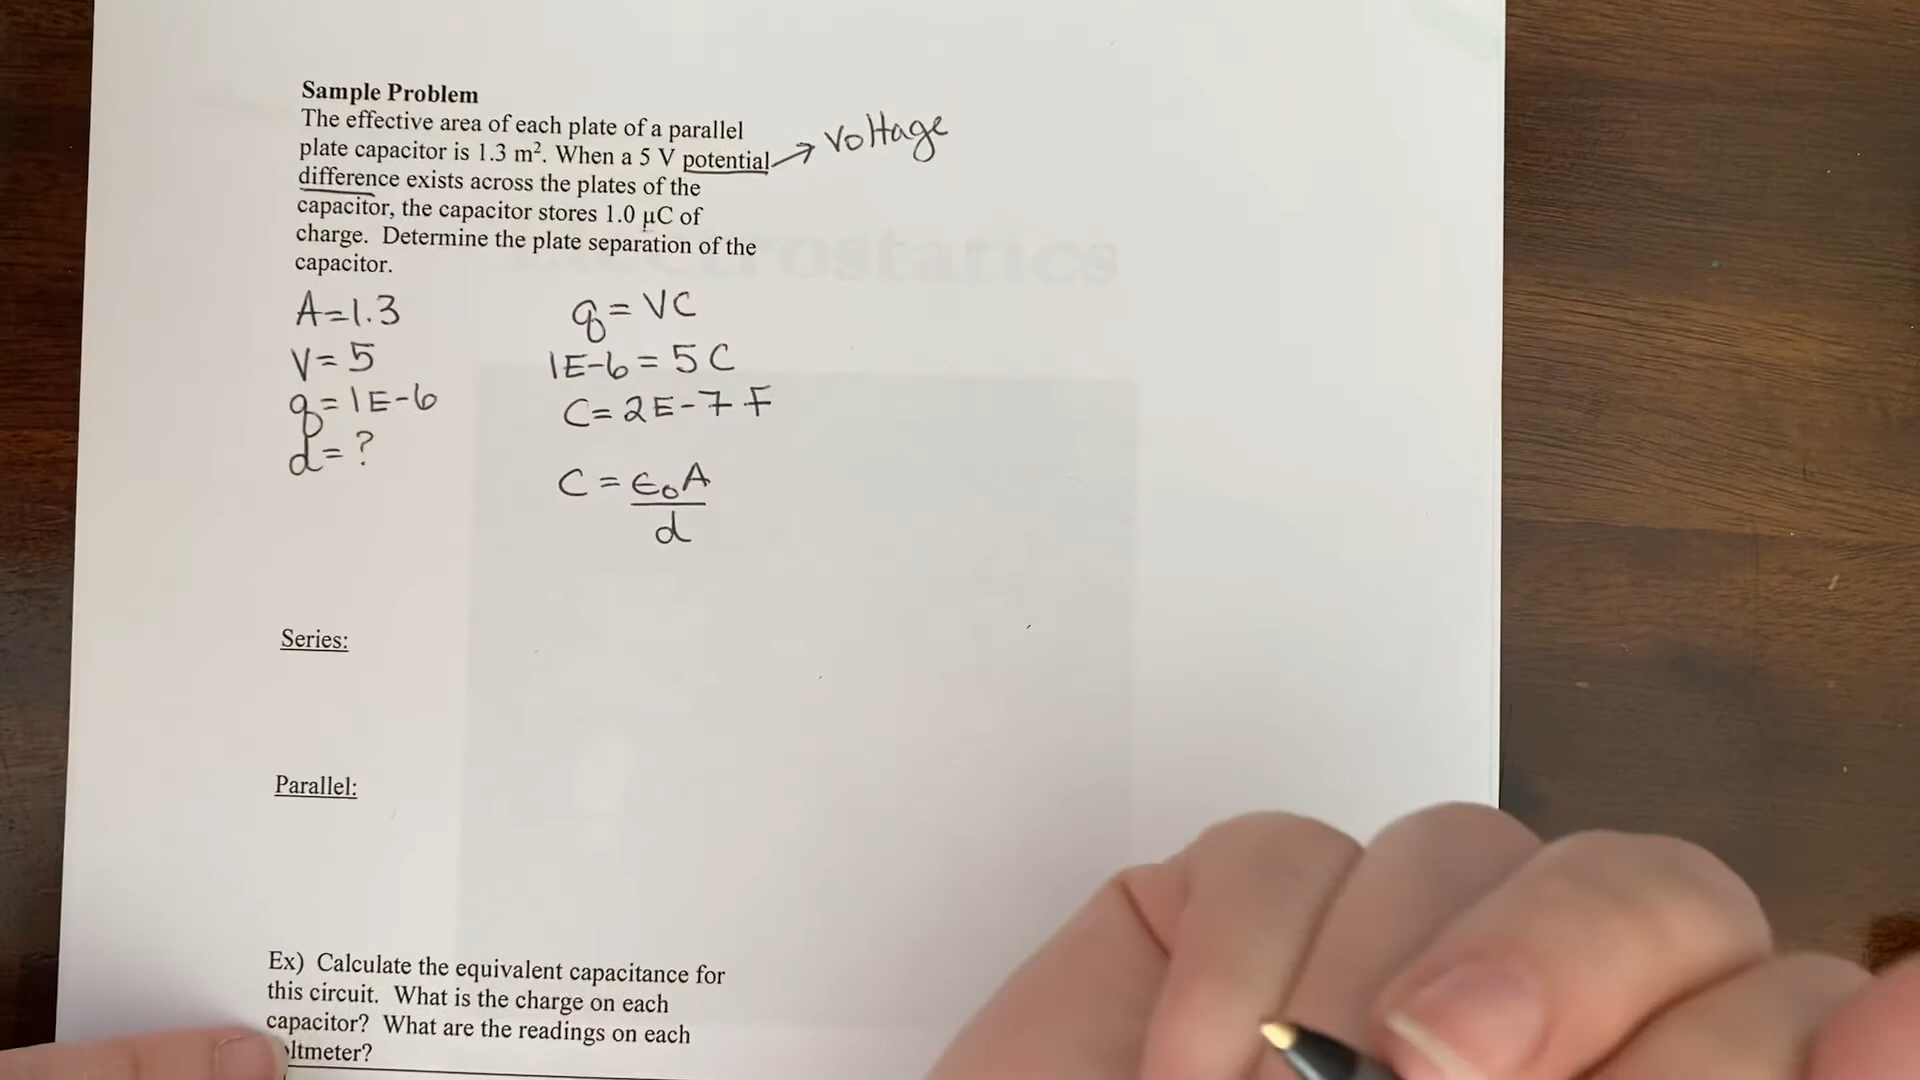 Sample Problem
The effective area of each plate of a parallel
plate capacitor is 1.3 m². When a 5 V potential → Voltage
difference exists across the plates of the
capacitor, the capacitor stores 1.0 µC of
charge. Determine the plate separation of the
capacitor.
A=1.3
V=5
q=1E-6
d=?
q=VC
1E-6=5C
C=2E-7 F
C=ϵ₀A
d
Series:
Parallel:
Ex) Calculate the equivalent capacitance for
this circuit. What is the charge on each
capacitor? What are the readings on each
ltmeter?